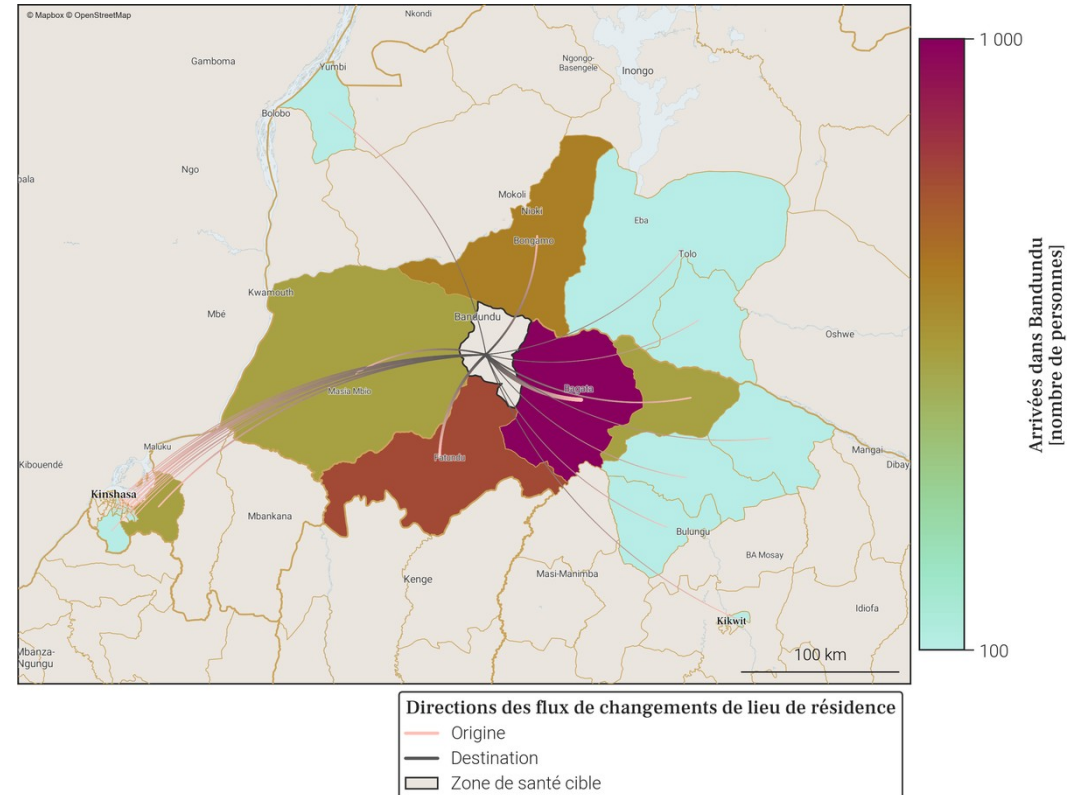 © Mapbox © OpenStreetMap
Nkondi
1 000
Gamboma
Yumbi
Ngongo-
Basengele
Inongo
Bolobo
Ngo
Mokoli
Nioki
Eba
Bongamo
Tolo
Kwamouth
Mbé
Bandundu
Oshwe
Masia Mbio
Bagata
Maluku
Fatundu
Mangai
Kibouendé
Dibay
Kinshasa
Mbankana
Bulungu
BA Mosay
Kenge
Masi-Manimba
Idiofa
Kikwit
Mbanza-
Ngungu
100 km
100
Arrivées dans Bandundu
[nombre de personnes]
Directions des flux de changements de lieu de résidence
Origine
Destination
Zone de santé cible